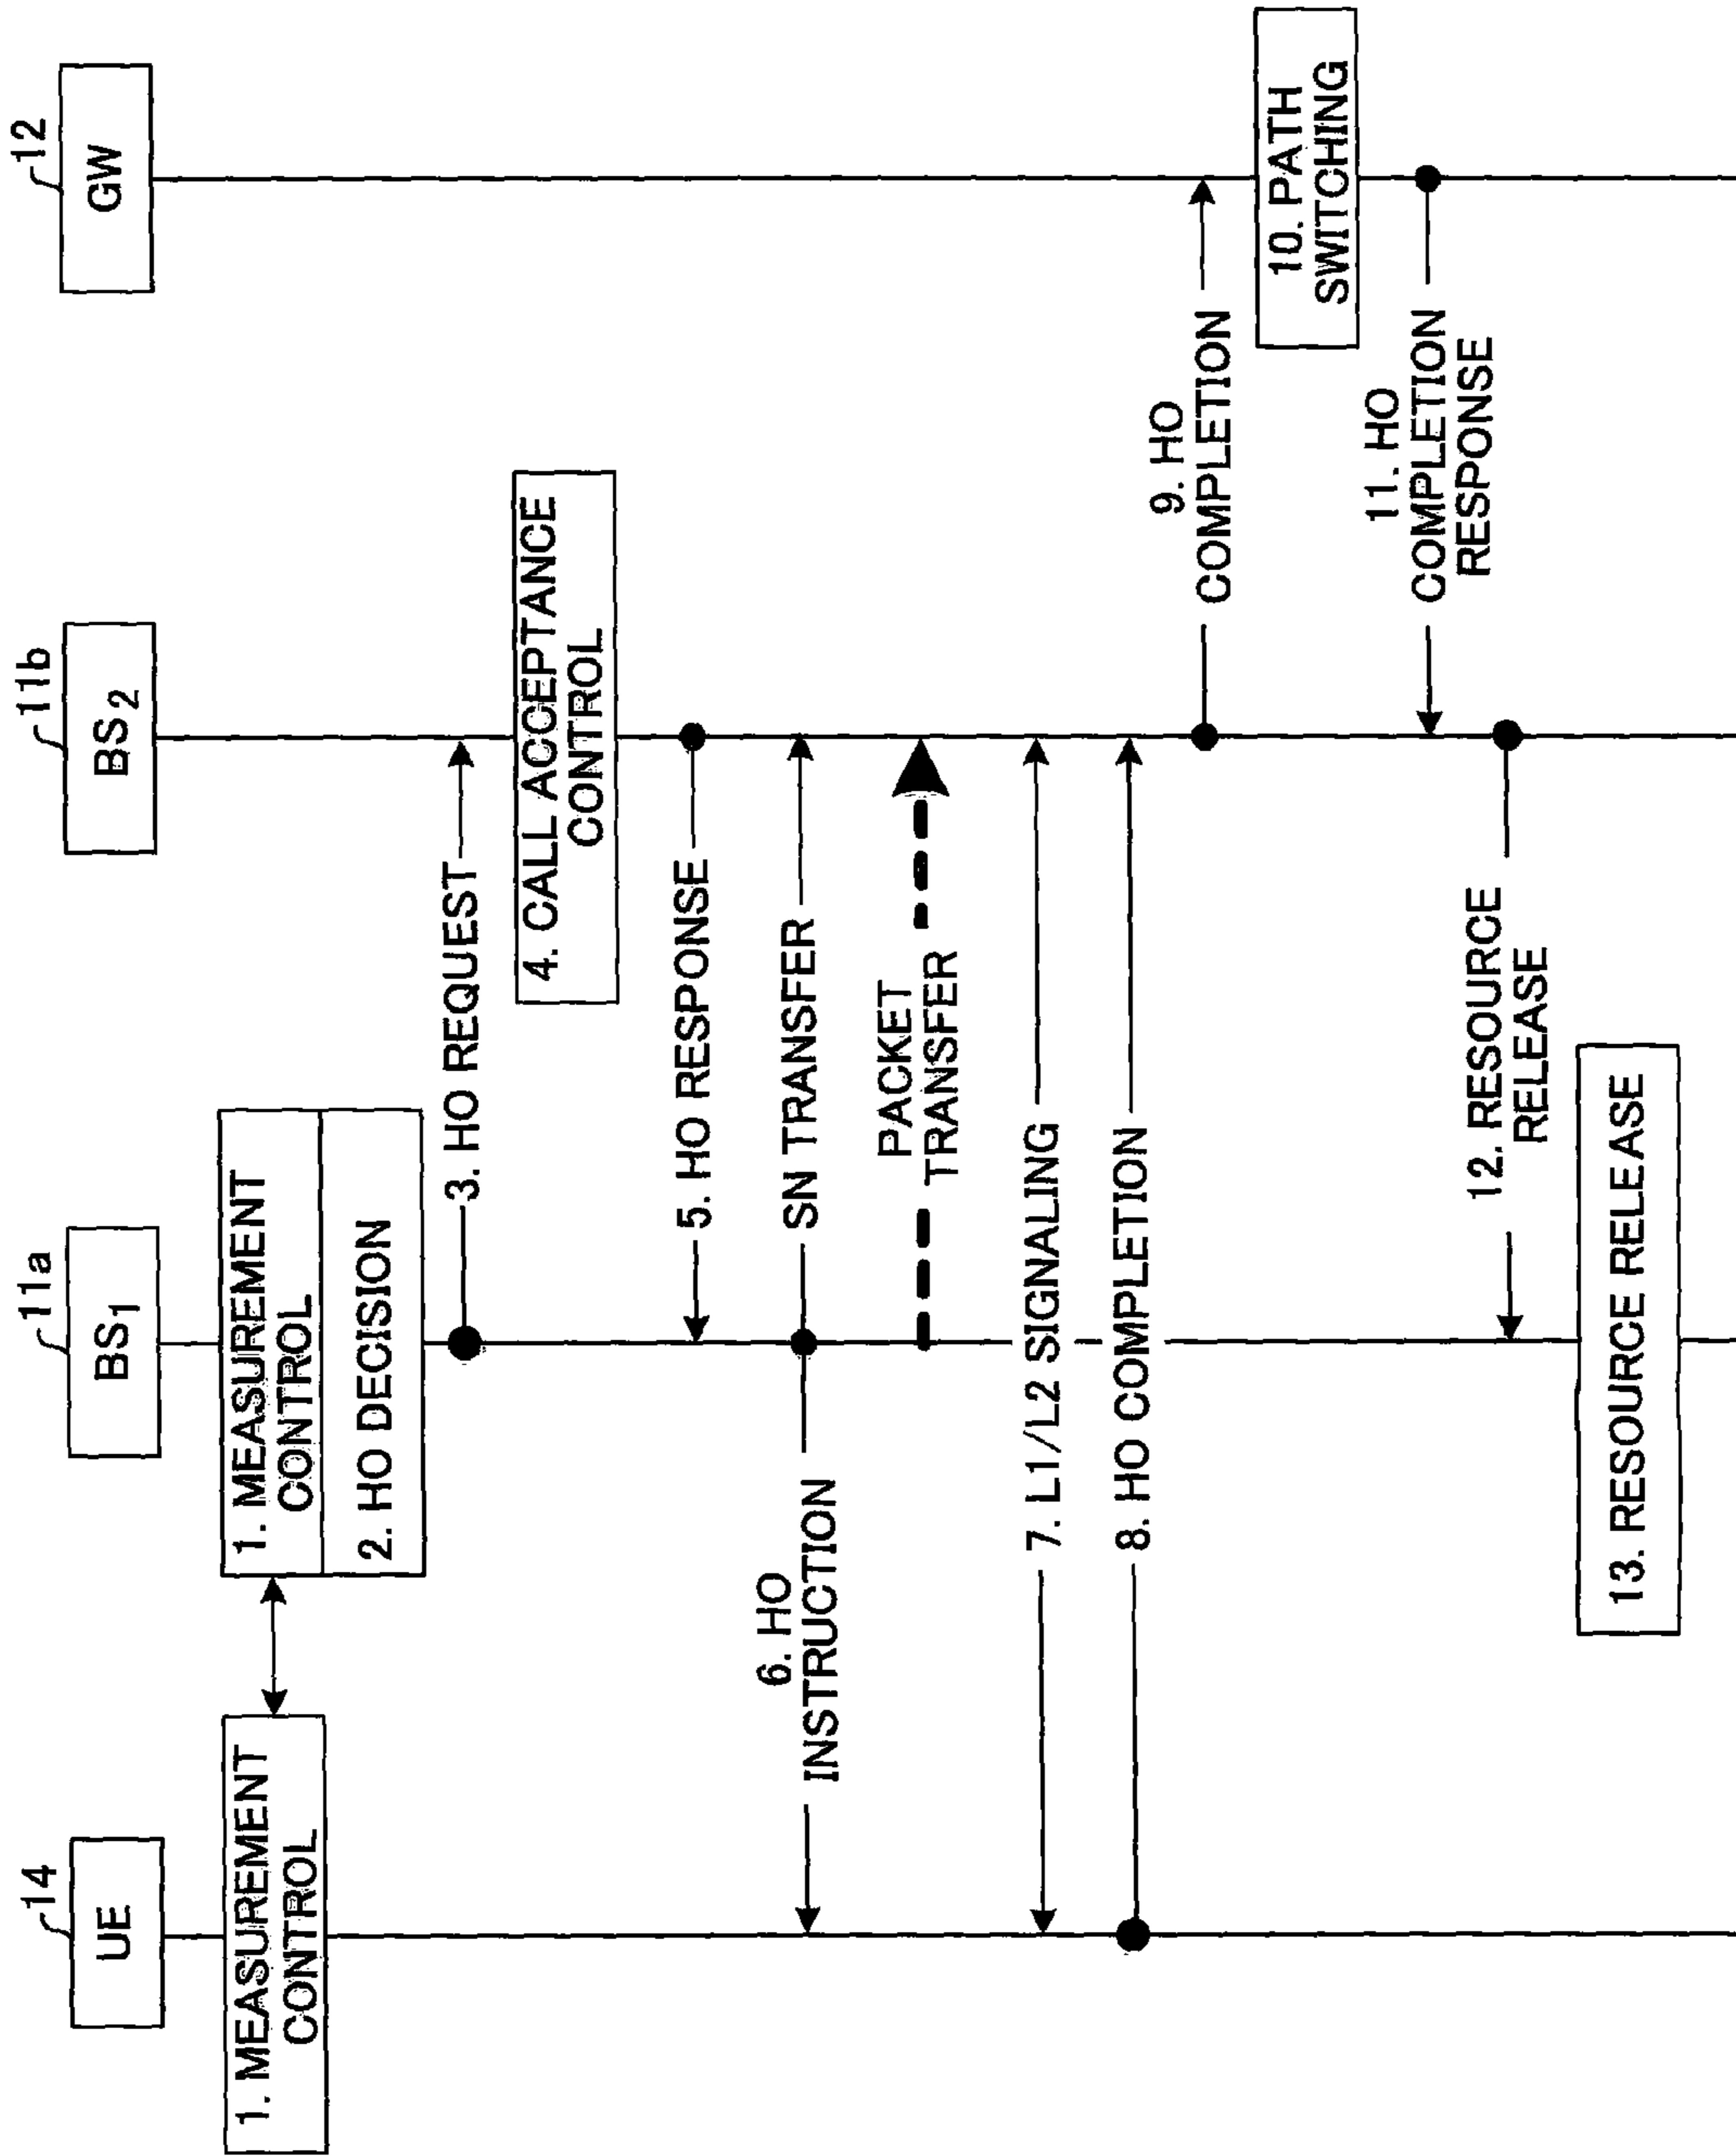 14
UE
11a
BS1
11b
BS2
12
GW
1. MEASUREMENT
CONTROL
1. MEASUREMENT
CONTROL
2. HO DECISION
3. HO REQUEST
4. CALL ACCEPTANCE
CONTROL
5. HO RESPONSE
6. HO
INSTRUCTION
SN TRANSFER
PACKET
TRANSFER
7. L1/L2 SIGNALING
8. HO COMPLETION
9. HO
COMPLETION
10. PATH
SWITCHING
11. HO
COMPLETION
RESPONSE
12. RESOURCE
RELEASE
13. RESOURCE RELEASE